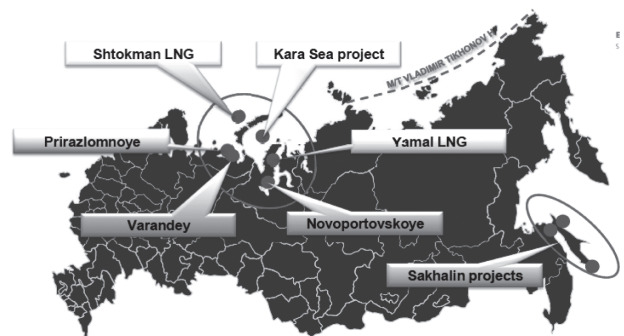 Shtokman LNG
Kara Sea project
M/T VLADIMIR TIKHONOV
Prirazlomnoye
Yamal LNG
Varandey
Novoportovskoye
Sakhalin projects